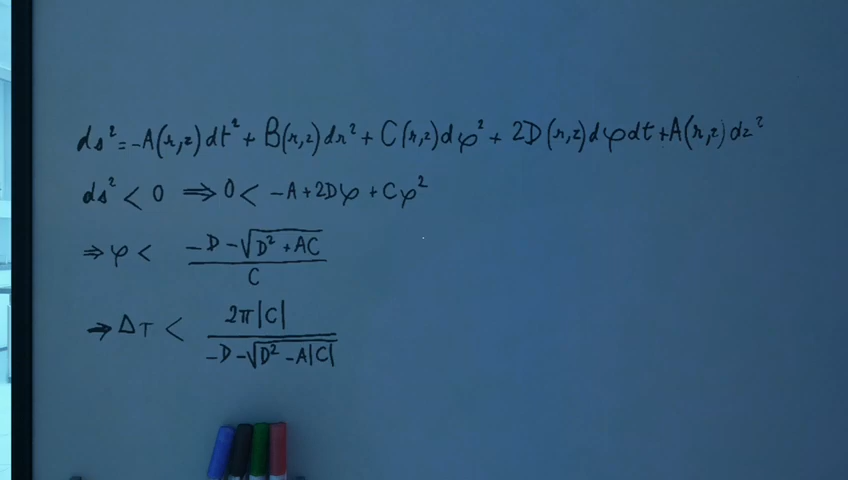 ds² = -A(r,z)dt² + B(r,z)dr² + C(r,z)dφ² + 2D(r,z)dφdt + A(r,z)dz²
ds² < 0 ⇒ 0 < -A + 2Dφ + Cφ²
⇒ φ < (-D - √(D² + AC)) / C
⇒ ΔT < 2π|C| / (-D - √(D² - A|C|))